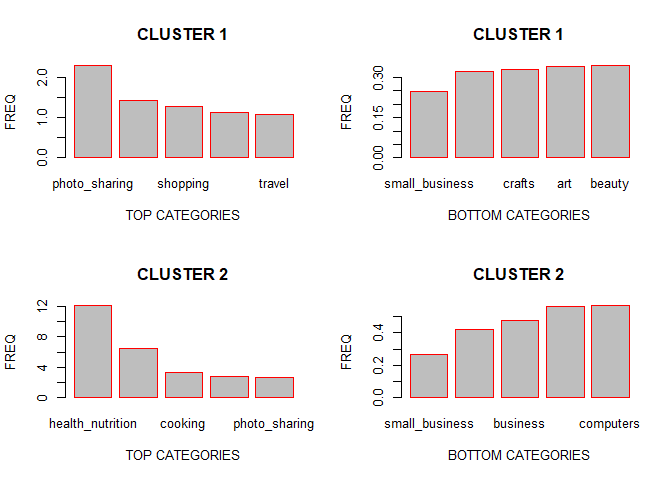 CLUSTER 1
FREQ
0.0 1.0 2.0
photo_sharing shopping travel
TOP CATEGORIES
CLUSTER 1
FREQ
0.00 0.15 0.30
small_business crafts art beauty
BOTTOM CATEGORIES
CLUSTER 2
FREQ
0 4 8 12
health_nutrition cooking photo_sharing
TOP CATEGORIES
CLUSTER 2
FREQ
0.0 0.2 0.4
small_business business computers
BOTTOM CATEGORIES